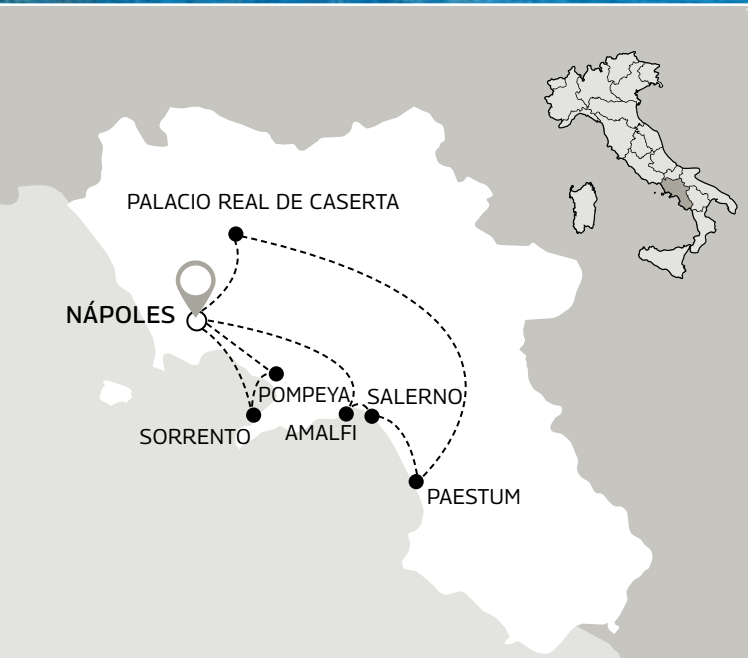 PALACIO REAL DE CASERTA
NÁPOLES
POMPEYA
SALERNO
SORRENTO
AMALFI
PAESTUM